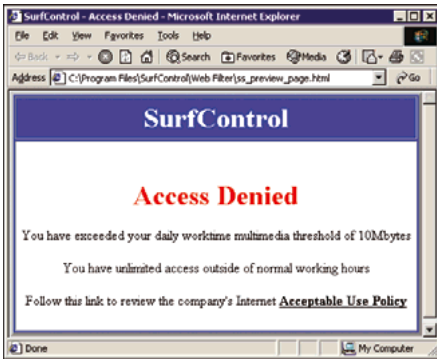 SurfControl - Access Denied - Microsoft Internet Explorer
File Edit View Favorites Tools Help
Back Search Favorites Media
Address C:\Program Files\SurfControl\Web Filter\ss_preview_page.html Go
SurfControl
Access Denied
You have exceeded your daily worktime multimedia threshold of 10Mbytes
You have unlimited access outside of normal working hours
Follow this link to review the company's Internet Acceptable Use Policy
Done My Computer